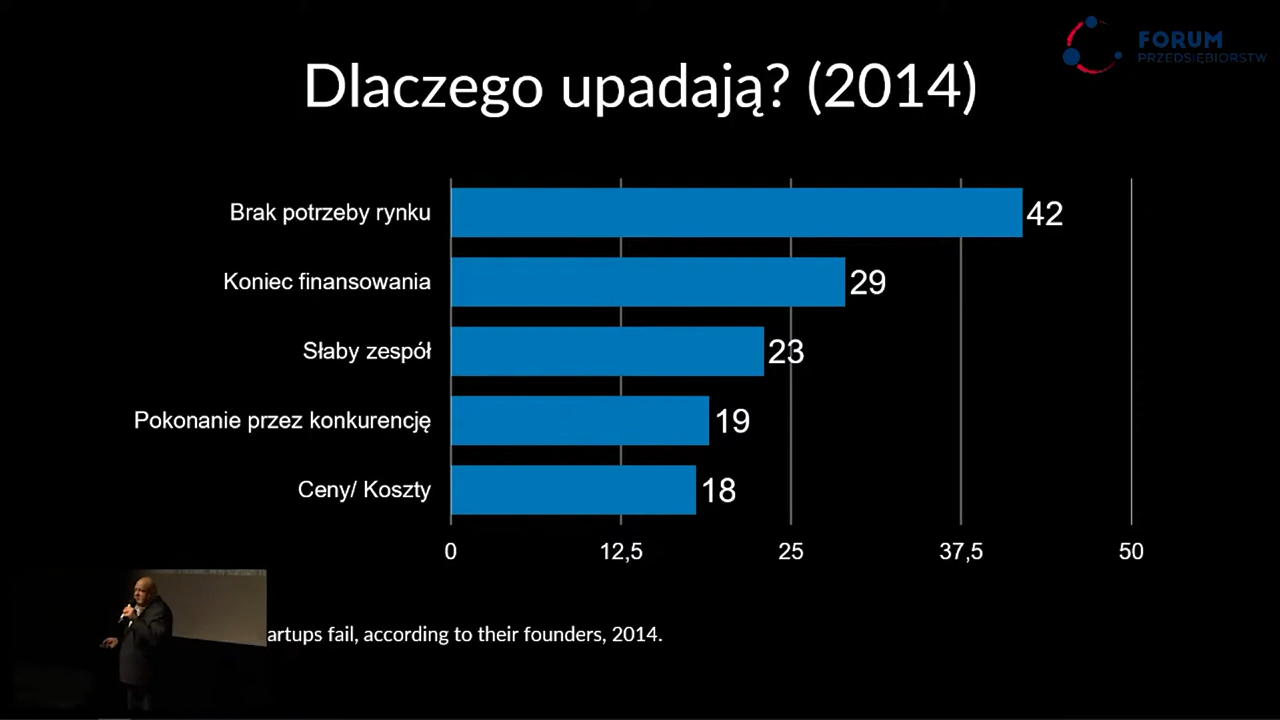 FORUM
PRZEDSIĘBIORSTW
Dlaczego upadają? (2014)
Brak potrzeby rynku 42
Koniec finansowania 29
Słaby zespół 23
Pokonanie przez konkurencję 19
Ceny/ Koszty 18
0 12,5 25 37,5 50
artups fail, according to their founders, 2014.